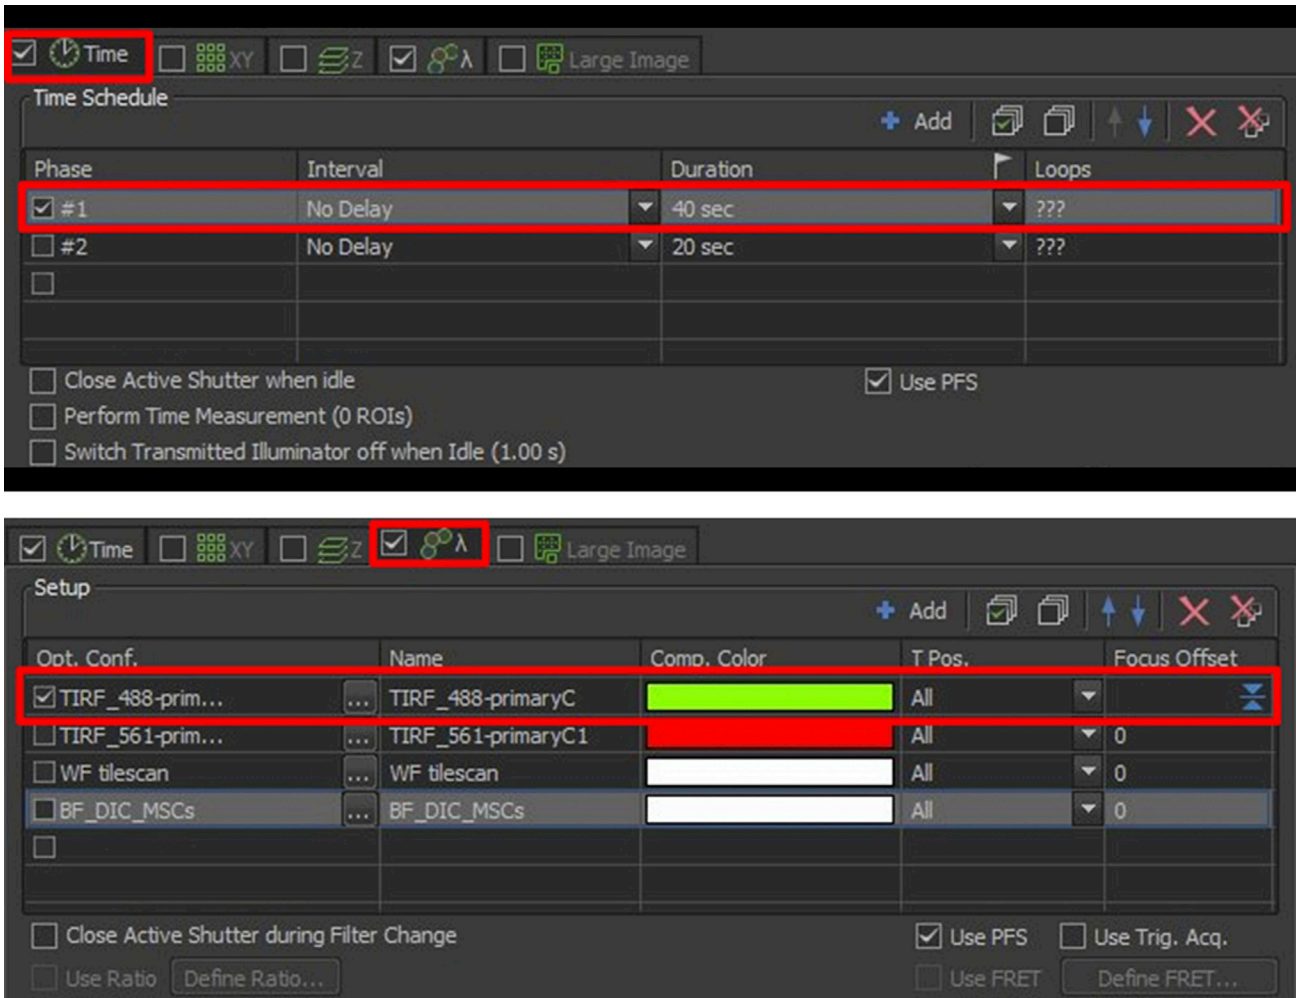 Time XY Z λ Large Image
Time Schedule
Add
Phase Interval Duration Loops
#1 No Delay 40 sec ???
#2 No Delay 20 sec ???
Close Active Shutter when idle Use PFS
Perform Time Measurement (0 ROIs)
Switch Transmitted Illuminator off when Idle (1.00 s)
Time XY Z λ Large Image
Setup
Add
Opt. Conf. Name Comp. Color T Pos. Focus Offset
TIRF_488-prim... ... TIRF_488-primaryC All
TIRF_561-prim... ... TIRF_561-primaryC1 All 0
WF tilescan ... WF tilescan All 0
BF_DIC_MSCs ... BF_DIC_MSCs All 0
Close Active Shutter during Filter Change Use PFS Use Trig. Acq.
Use Ratio Define Ratio... Use FRET Define FRET...